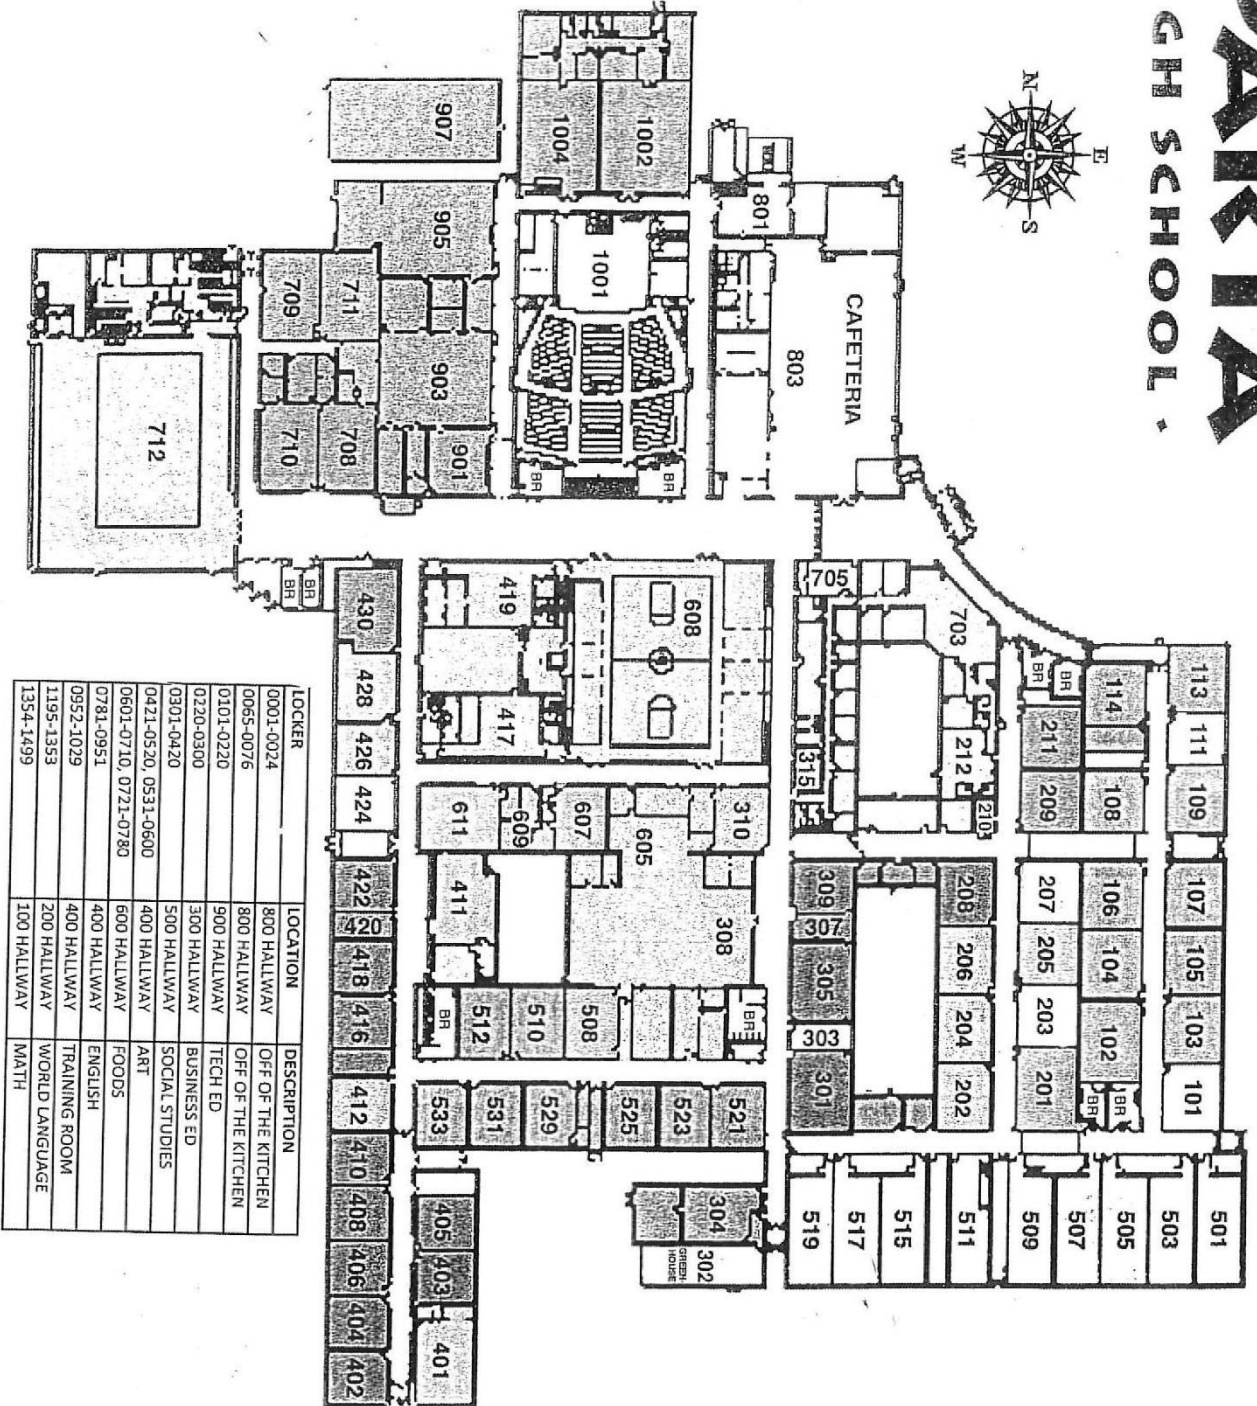 GH SCHOOL ·
N
E
S
W
113 111 109 107 105 103 101 501
503
114 108 106 104 102 505
BR BR BR
BR
211 209 207 205 203 201 507
509
703 212 2103 208 206 204 202 511
515
CAFETERIA
803
705 315 309 307 305 303 301 517
519
801
310 308 BR 521
304 302
GREEN-
HOUSE
1002 1001 BR 608 605 523
525
1004 BR 607 508 529
419 417 609 510 531
907 905 903 901 611 411 512 533
BR 405 403 401
711 708 430 428 426 424 422 420 418 416 412 410 408 406 404 402
709 710 BR
BR
712
LOCKER LOCATION DESCRIPTION
0001-0024 800 HALLWAY OFF OF THE KITCHEN
0065-0076 800 HALLWAY OFF OF THE KITCHEN
0101-0220 900 HALLWAY TECH ED
0220-0300 300 HALLWAY BUSINESS ED
0301-0420 500 HALLWAY SOCIAL STUDIES
0421-0520, 0531-0600 400 HALLWAY ART
0601-0710, 0721-0780 600 HALLWAY FOODS
0781-0951 400 HALLWAY ENGLISH
0952-1029 400 HALLWAY TRAINING ROOM
1195-1353 200 HALLWAY WORLD LANGUAGE
1354-1499 100 HALLWAY MATH